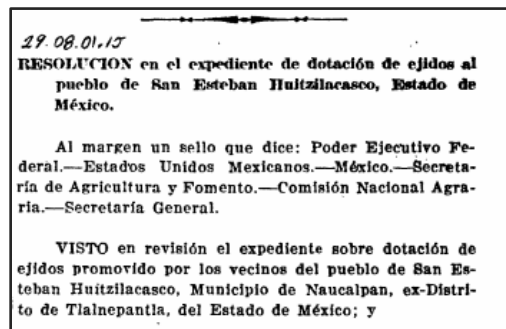 29.08.01.15
RESOLUCION en el expediente de dotación de ejidos al
pueblo de San Esteban Huitzilacasco, Estado de
México.
Al margen un sello que dice: Poder Ejecutivo Fe-
deral.—Estados Unidos Mexicanos.—México.—Secreta-
ría de Agricultura y Fomento.—Comisión Nacional Agra-
ria.—Secretaría General.
VISTO en revisión el expediente sobre dotación de
ejidos promovido por los vecinos del pueblo de San Es-
teban Huitzilacasco, Municipio de Naucalpan, ex-Distri-
to de Tlalnepantla, del Estado de México; y